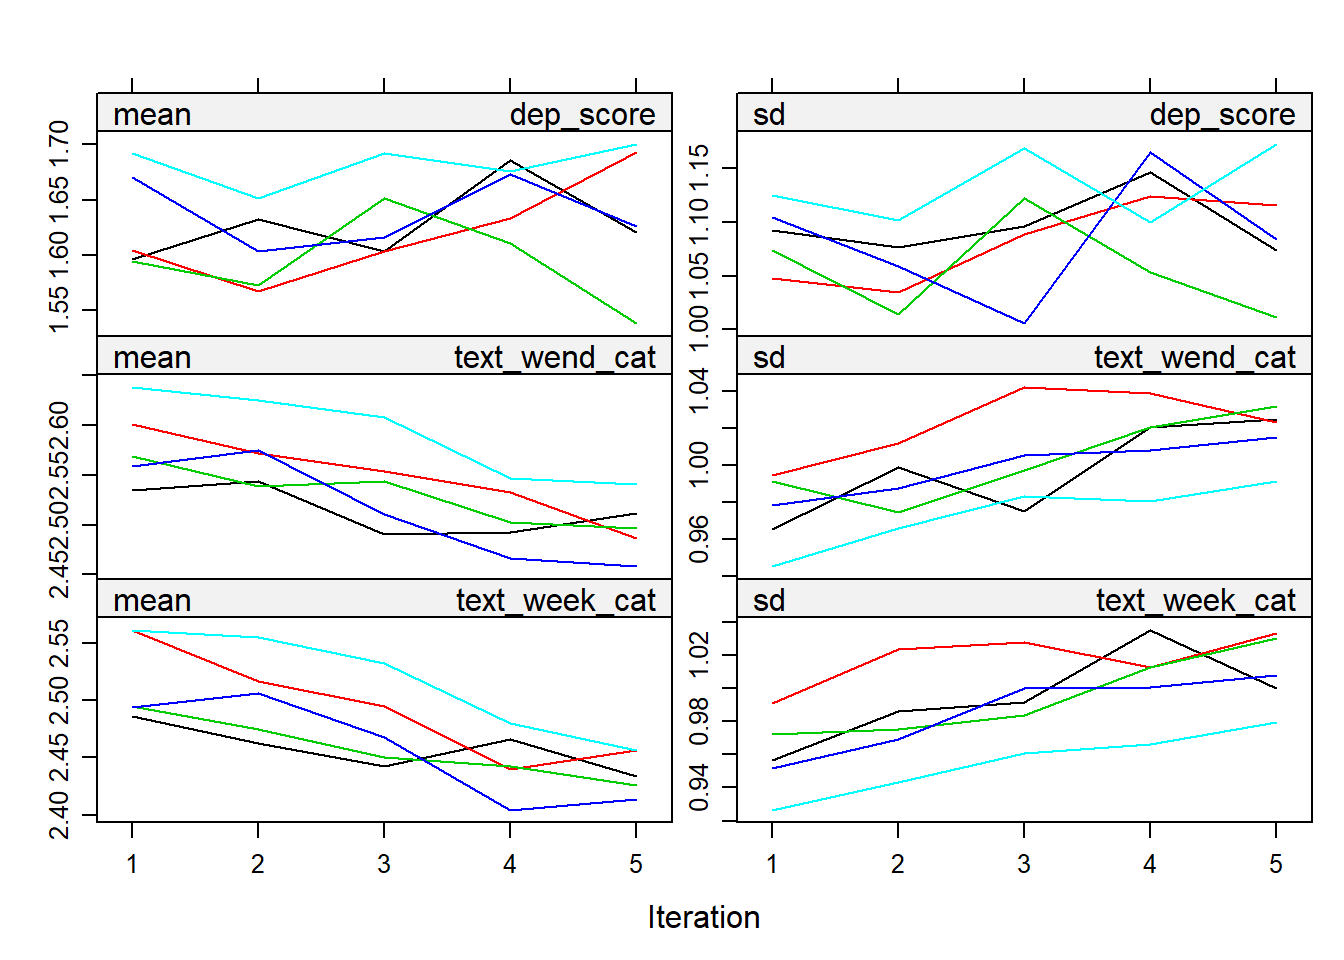 mean dep_score
sd dep_score
1.55 1.60 1.65 1.70
1.00 1.05 1.10 1.15
mean text_wend_cat
sd text_wend_cat
2.45 2.50 2.55 2.60
0.96 1.00 1.04
mean text_week_cat
sd text_week_cat
2.40 2.45 2.50 2.55
0.94 0.98 1.02
1 2 3 4 5
1 2 3 4 5
Iteration